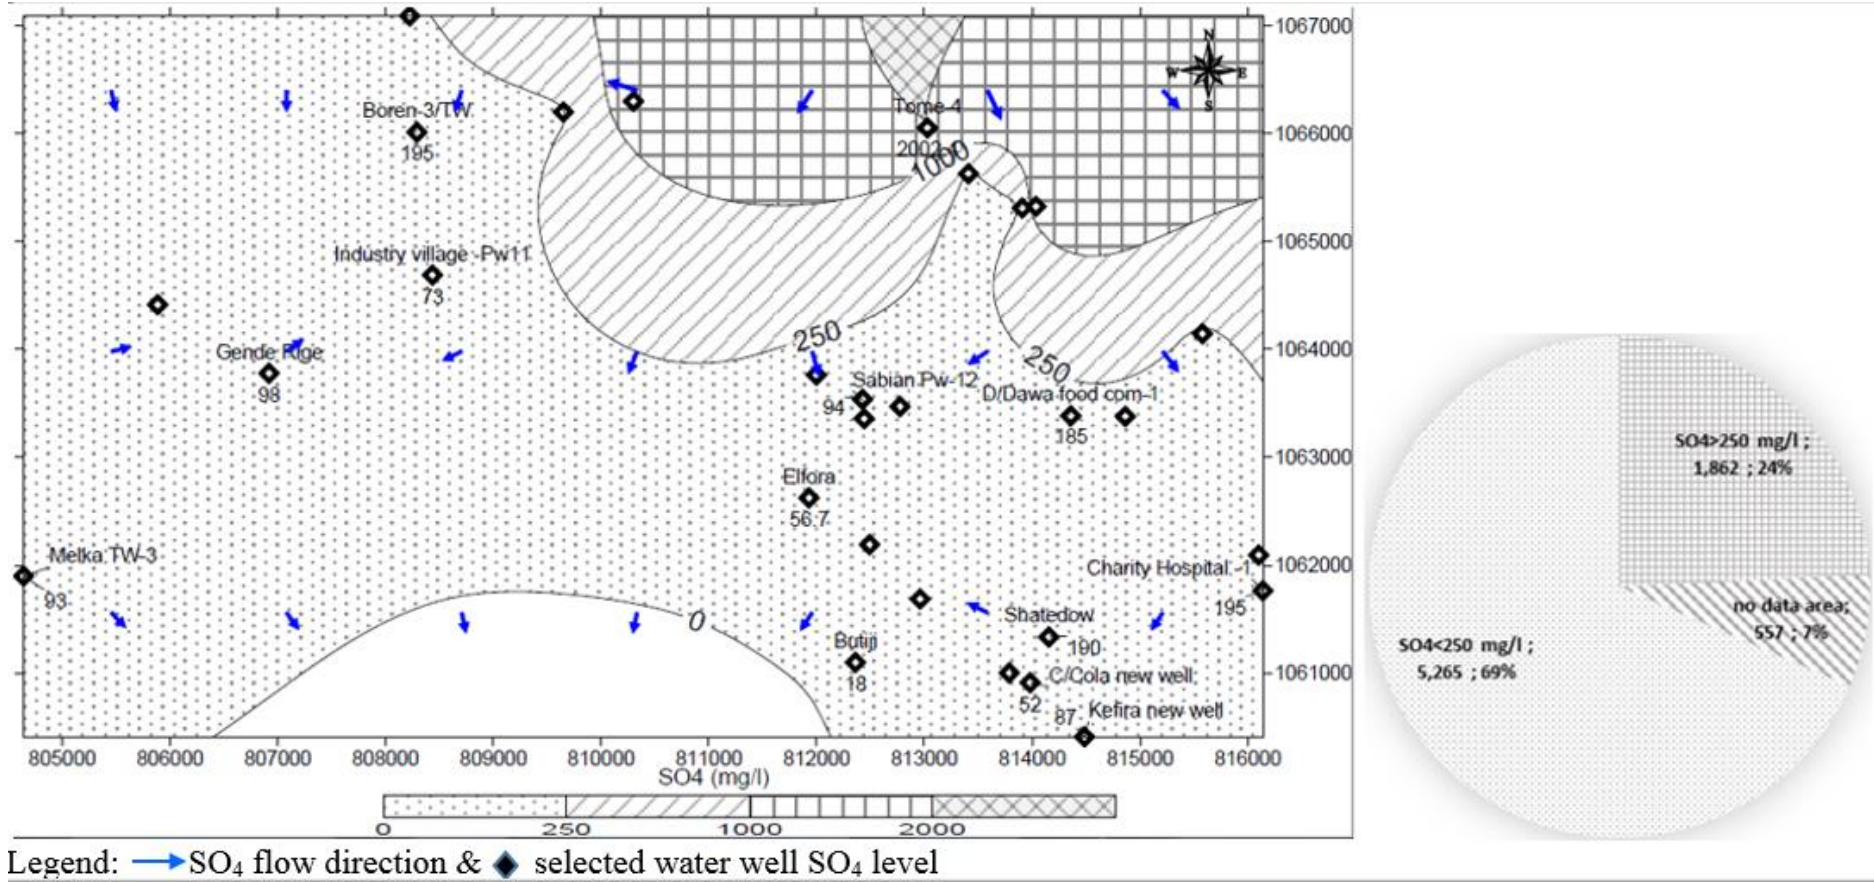 1067000
N
W E
S
Tome-4
Boren-3/TW
1066000
195
1000
Industry village -Pw11
1065000
73
250
Gende Rige
1064000
98
250
Sabian Pw-12
D/Dawa food com-1
94
185
1063000
Elfora
56.7
Melka TW-3
1062000
Charity Hospital -1
93
195
Shatedow
0
190
Butiji
18
1061000
C/Cola new well
52
87 Kefira new well
805000 806000 807000 808000 809000 810000 811000 812000 813000 814000 815000 816000
SO4 (mg/l)
0 250 1000 2000
SO4>250 mg/l ;
1,862 ; 24%
no data area;
557 ; 7%
SO4<250 mg/l ;
5,265 ; 69%
Legend: SO₄ flow direction & selected water well SO₄ level